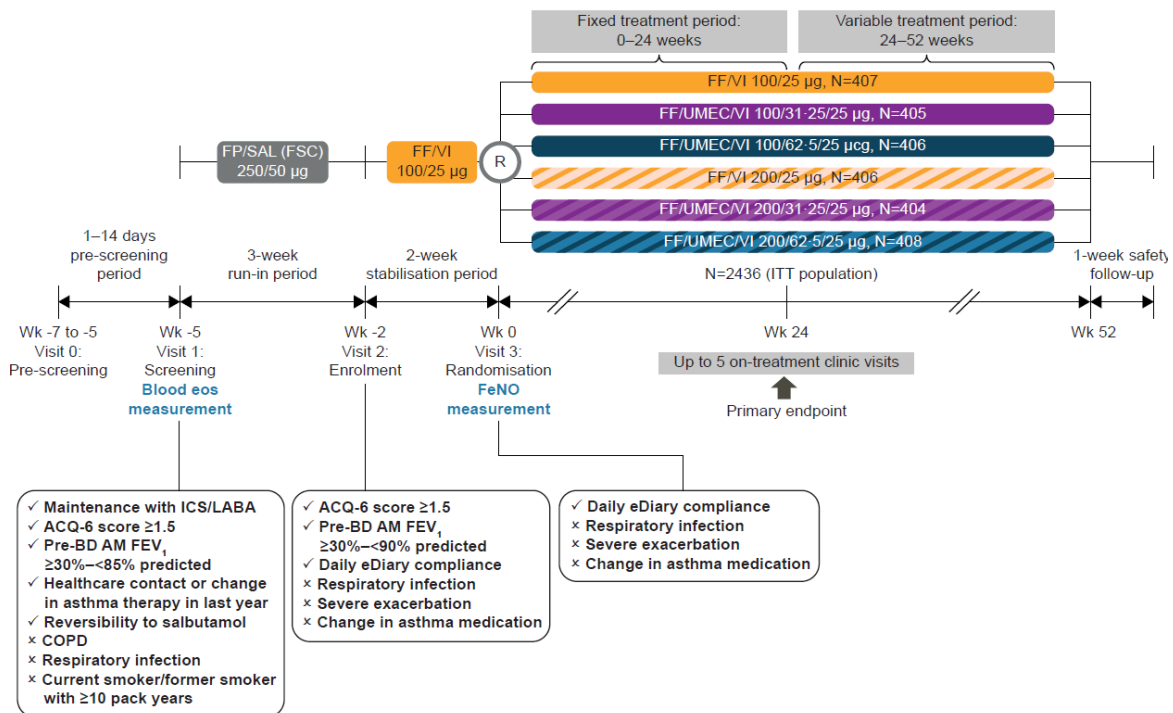 Fixed treatment period:
0–24 weeks
Variable treatment period:
24–52 weeks
FF/VI 100/25 µg, N=407
FF/UMEC/VI 100/31·25/25 µg, N=405
FF/UMEC/VI 100/62·5/25 µcg, N=406
FF/VI 200/25 µg, N=406
FF/UMEC/VI 200/31·25/25 µg, N=404
FF/UMEC/VI 200/62·5/25 µg, N=408
FP/SAL (FSC)
250/50 µg
FF/VI
100/25 µg
R
1–14 days
pre-screening
period
3-week
run-in period
2-week
stabilisation period
N=2436 (ITT population)
1-week safety
follow-up
Wk -7 to -5
Visit 0:
Pre-screening
Wk -5
Visit 1:
Screening
Blood eos
measurement
Wk -2
Visit 2:
Enrolment
Wk 0
Visit 3:
Randomisation
FeNO
measurement
Wk 24
Wk 52
Up to 5 on-treatment clinic visits
Primary endpoint
✓ Maintenance with ICS/LABA
✓ ACQ-6 score ≥1.5
✓ Pre-BD AM FEV1
≥30%–<85% predicted
✓ Healthcare contact or change
in asthma therapy in last year
✓ Reversibility to salbutamol
× COPD
× Respiratory infection
× Current smoker/former smoker
with ≥10 pack years
✓ ACQ-6 score ≥1.5
✓ Pre-BD AM FEV1
≥30%–<90% predicted
✓ Daily eDiary compliance
× Respiratory infection
× Severe exacerbation
× Change in asthma medication
✓ Daily eDiary compliance
× Respiratory infection
× Severe exacerbation
× Change in asthma medication